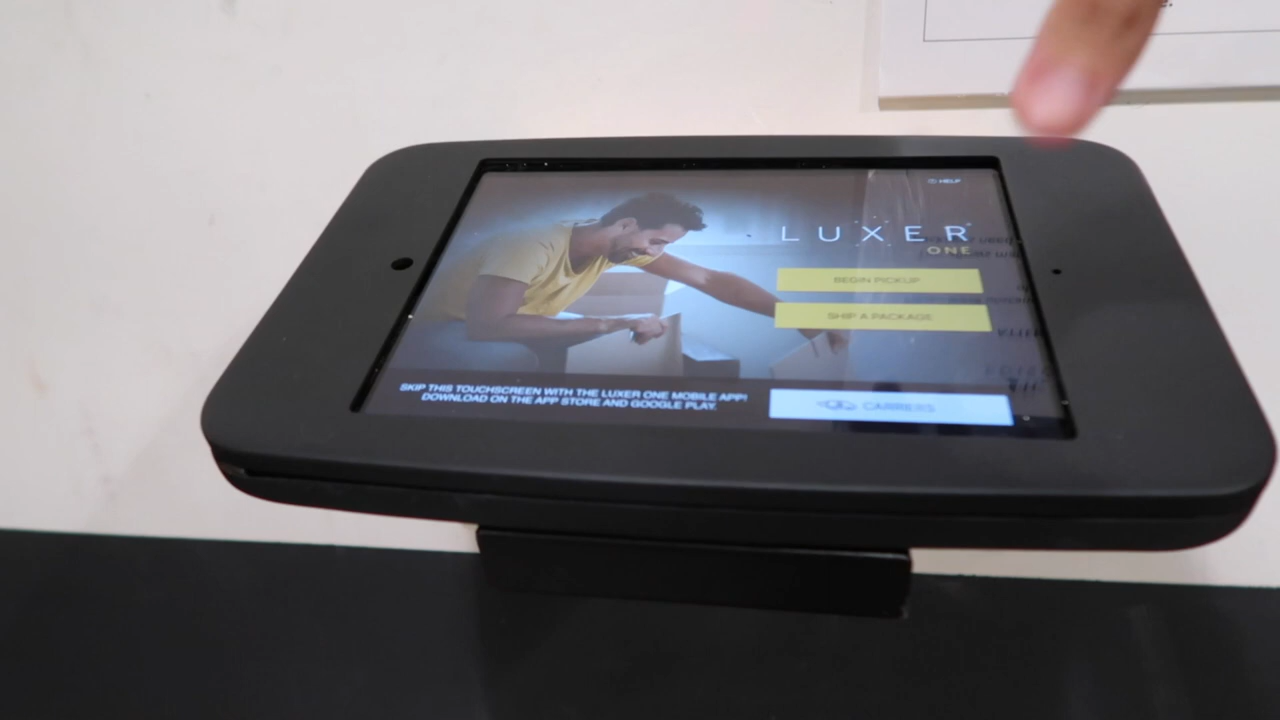 HELP
LUXER
ONE
BEGIN PICKUP
SHIP A PACKAGE
SKIP THIS TOUCHSCREEN WITH THE LUXER ONE MOBILE APP!
DOWNLOAD ON THE APP STORE AND GOOGLE PLAY.
CARRIERS